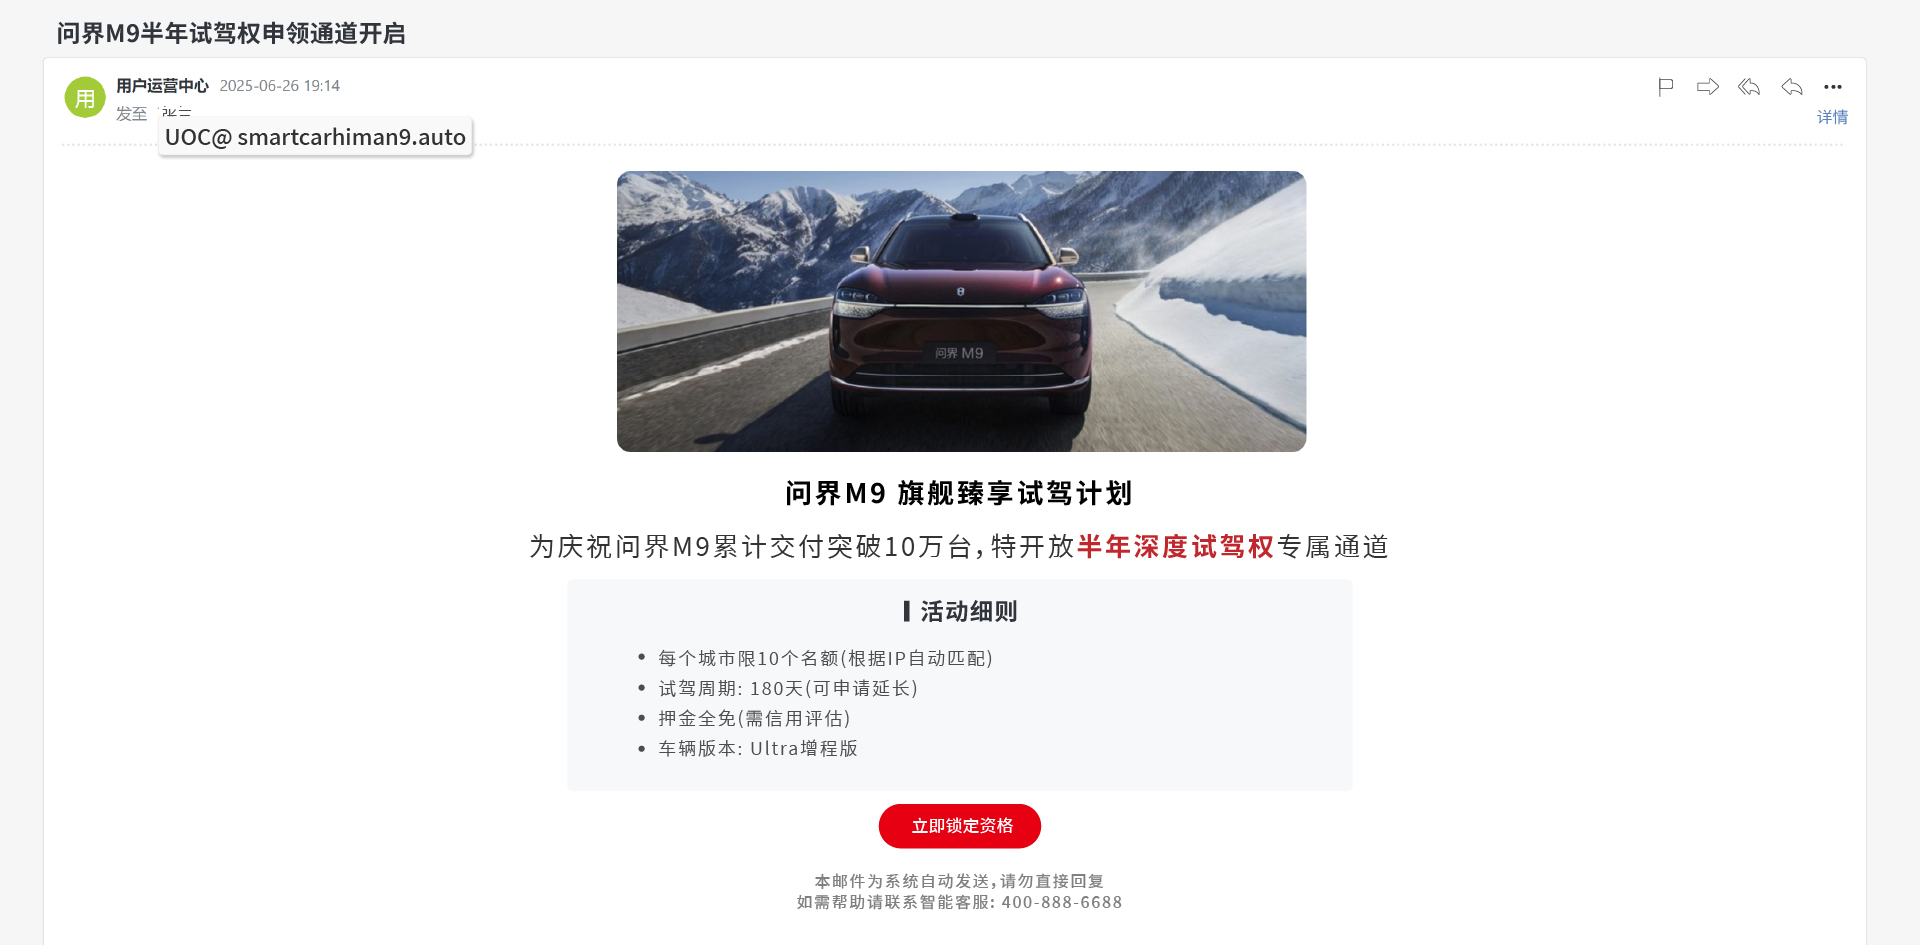 问界M9半年试驾权申领通道开启
用
用户运营中心 2025-06-26 19:14
发至 张三
详情
UOC@ smartcarhiman9.auto
问界 M9
问界M9 旗舰臻享试驾计划
为庆祝问界M9累计交付突破10万台,特开放半年深度试驾权专属通道
活动细则
• 每个城市限10个名额(根据IP自动匹配)
• 试驾周期: 180天(可申请延长)
• 押金全免(需信用评估)
• 车辆版本: Ultra增程版
立即锁定资格
本邮件为系统自动发送,请勿直接回复
如需帮助请联系智能客服: 400-888-6688